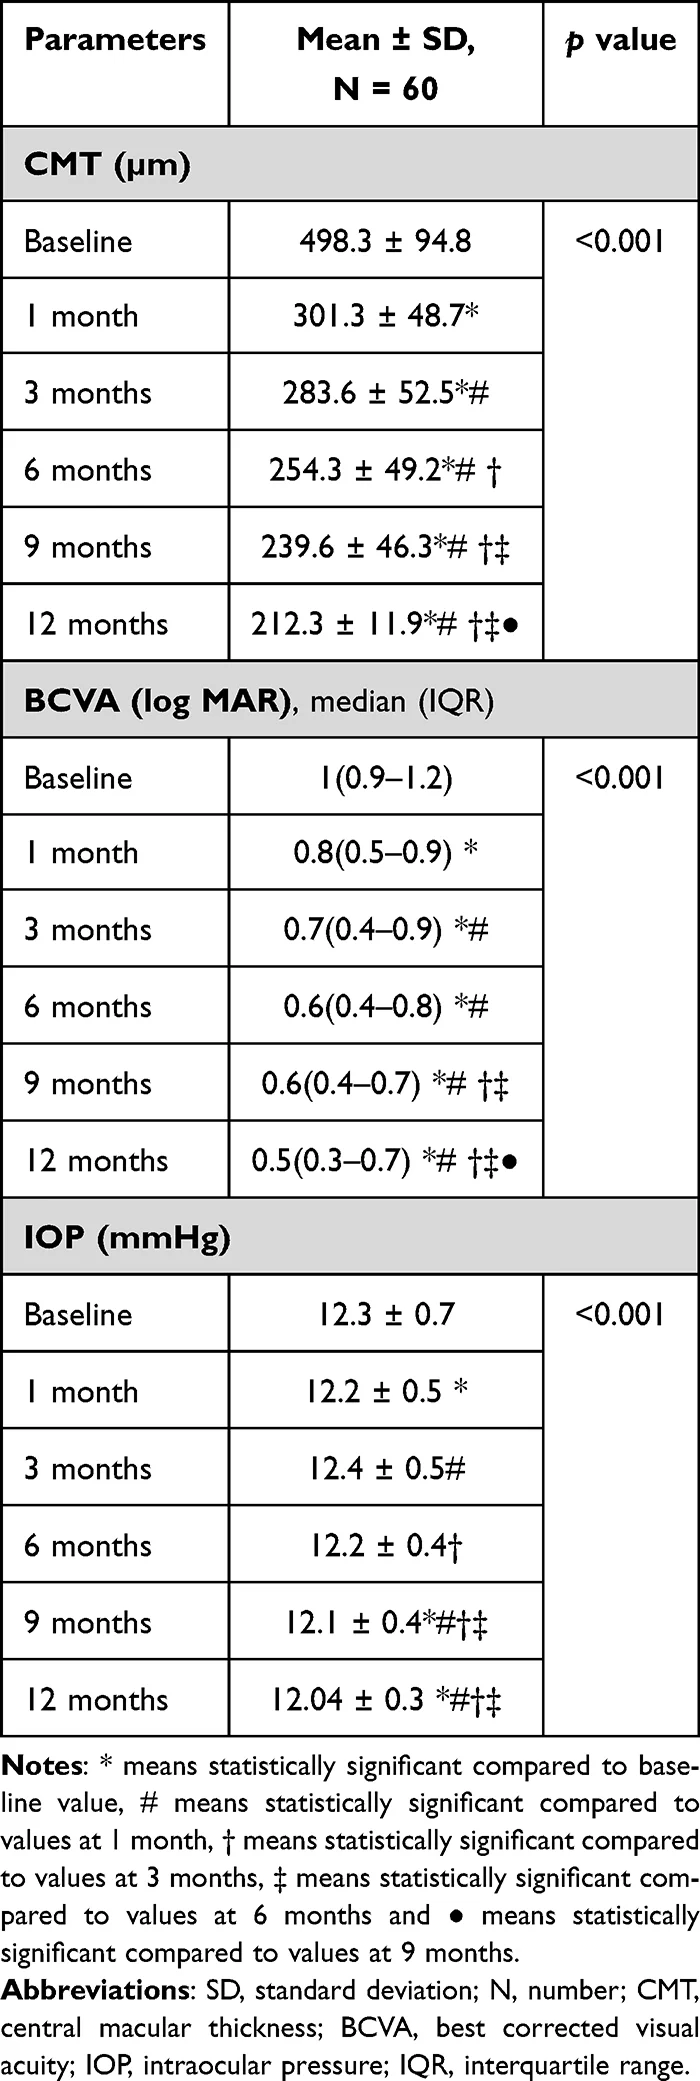 Parameters Mean ± SD, p value
N = 60
CMT (µm)
Baseline 498.3 ± 94.8 <0.001
1 month 301.3 ± 48.7*
3 months 283.6 ± 52.5*#
6 months 254.3 ± 49.2*# †
9 months 239.6 ± 46.3*# †‡
12 months 212.3 ± 11.9*# †‡●
BCVA (log MAR), median (IQR)
Baseline 1(0.9–1.2) <0.001
1 month 0.8(0.5–0.9) *
3 months 0.7(0.4–0.9) *#
6 months 0.6(0.4–0.8) *#
9 months 0.6(0.4–0.7) *# †‡
12 months 0.5(0.3–0.7) *# †‡●
IOP (mmHg)
Baseline 12.3 ± 0.7 <0.001
1 month 12.2 ± 0.5 *
3 months 12.4 ± 0.5#
6 months 12.2 ± 0.4†
9 months 12.1 ± 0.4*#†‡
12 months 12.04 ± 0.3 *#†‡
Notes: * means statistically significant compared to base-
line value, # means statistically significant compared to
values at 1 month, † means statistically significant compared
to values at 3 months, ‡ means statistically significant com-
pared to values at 6 months and ● means statistically
significant compared to values at 9 months.
Abbreviations: SD, standard deviation; N, number; CMT,
central macular thickness; BCVA, best corrected visual
acuity; IOP, intraocular pressure; IQR, interquartile range.